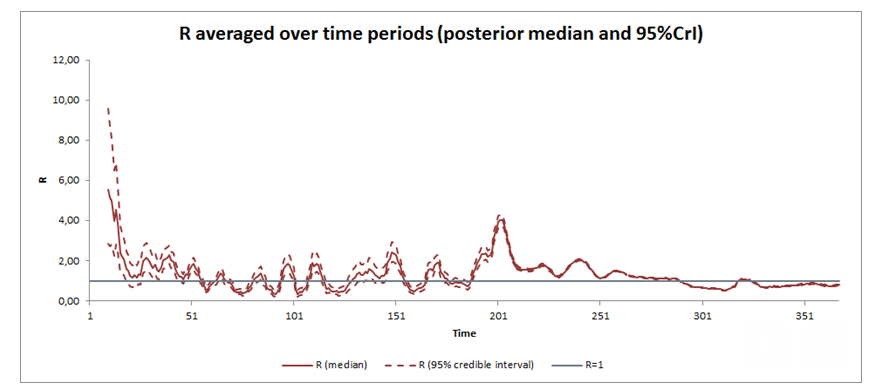 R averaged over time periods (posterior median and 95%CrI)
12,00
10,00
8,00
6,00
4,00
2,00
0,00
R
1 51 101 151 201 251 301 351
Time
R (median) R (95% credible interval) R=1